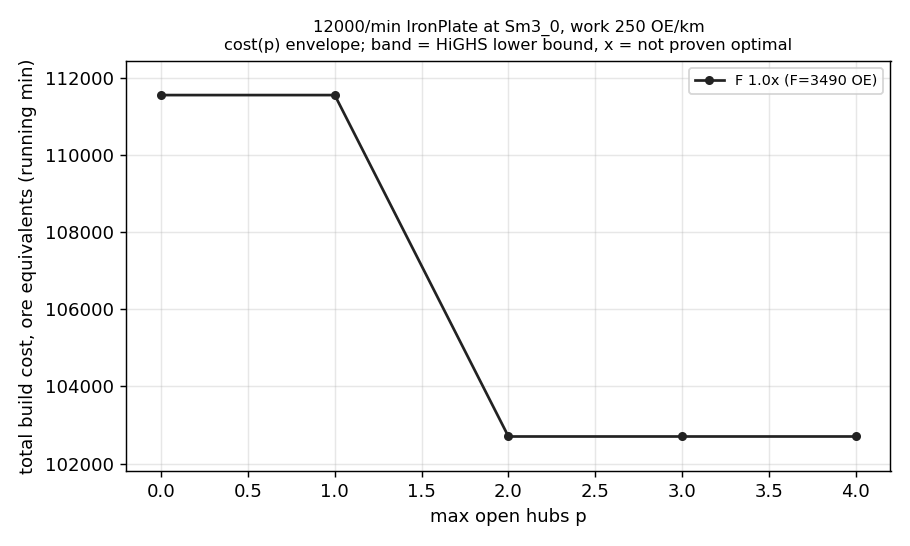 12000/min IronPlate at Sm3_0, work 250 OE/km
cost(p) envelope; band = HiGHS lower bound, x = not proven optimal
F 1.0x (F=3490 OE)
total build cost, ore equivalents (running min)
112000
110000
108000
106000
104000
102000
0.0 0.5 1.0 1.5 2.0 2.5 3.0 3.5 4.0
max open hubs p